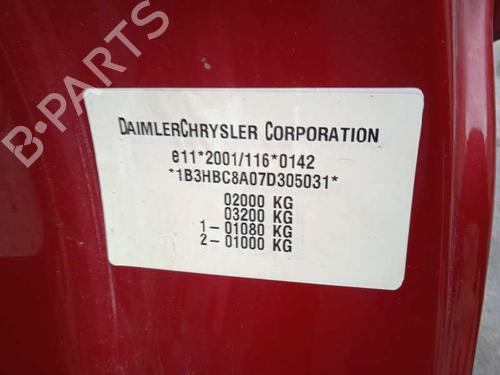 B-PARTS
DAIMLERCHRYSLER CORPORATION
e11*2001/116*0142
*1B3HBC8A07D305031*
02000 KG
03200 KG
1- 01080 KG
2- 01000 KG